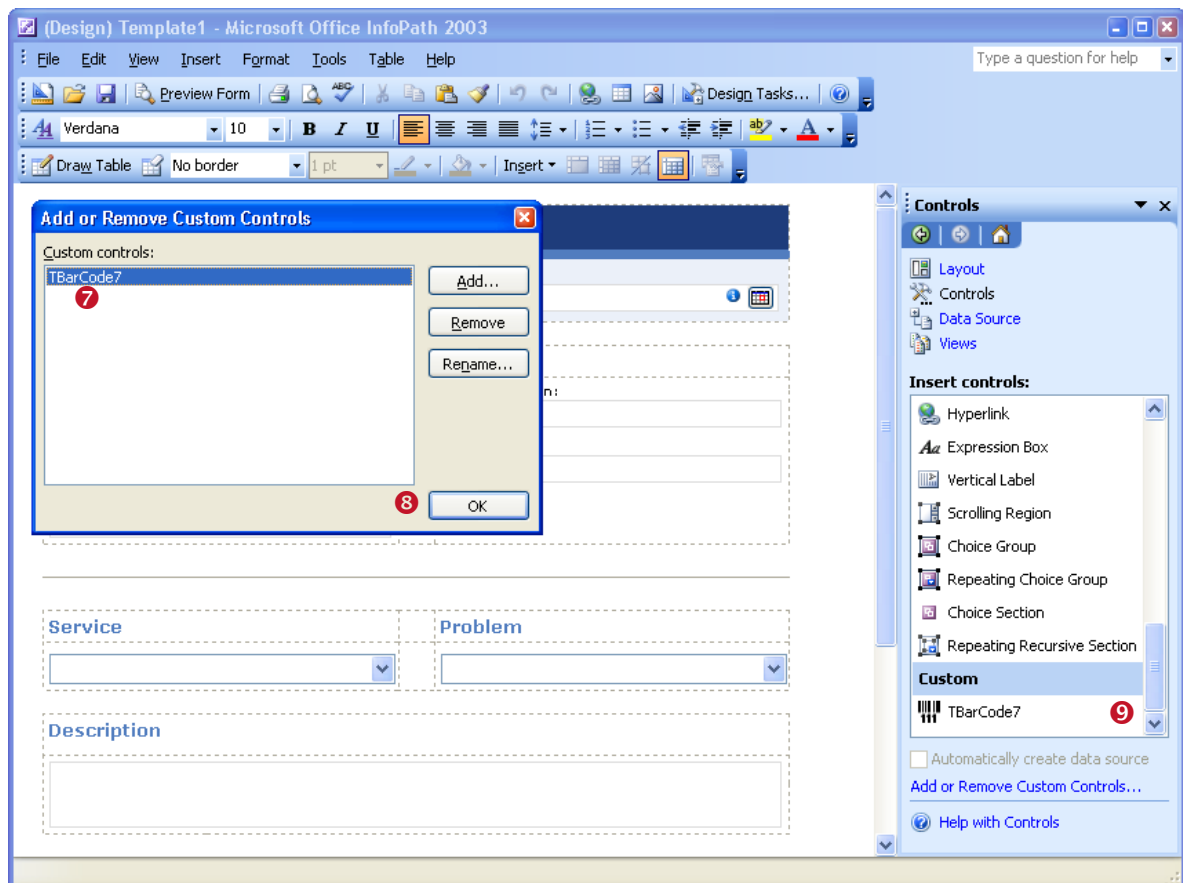 (Design) Template1 - Microsoft Office InfoPath 2003
File Edit View Insert Format Tools Table Help Type a question for help
Preview Form ABC Design Tasks...
Verdana 10 B I U ab A
Draw Table No border 1 pt Insert
Add or Remove Custom Controls
Custom controls:
TBarCode7
7
Add...
Remove
Rename...
8 OK
n:
Service Problem
Description
Controls
Layout
Controls
Data Source
Views
Insert controls:
Hyperlink
Aa Expression Box
Vertical Label
Scrolling Region
Choice Group
Repeating Choice Group
Choice Section
Repeating Recursive Section
Custom
TBarCode7 9
Automatically create data source
Add or Remove Custom Controls...
Help with Controls